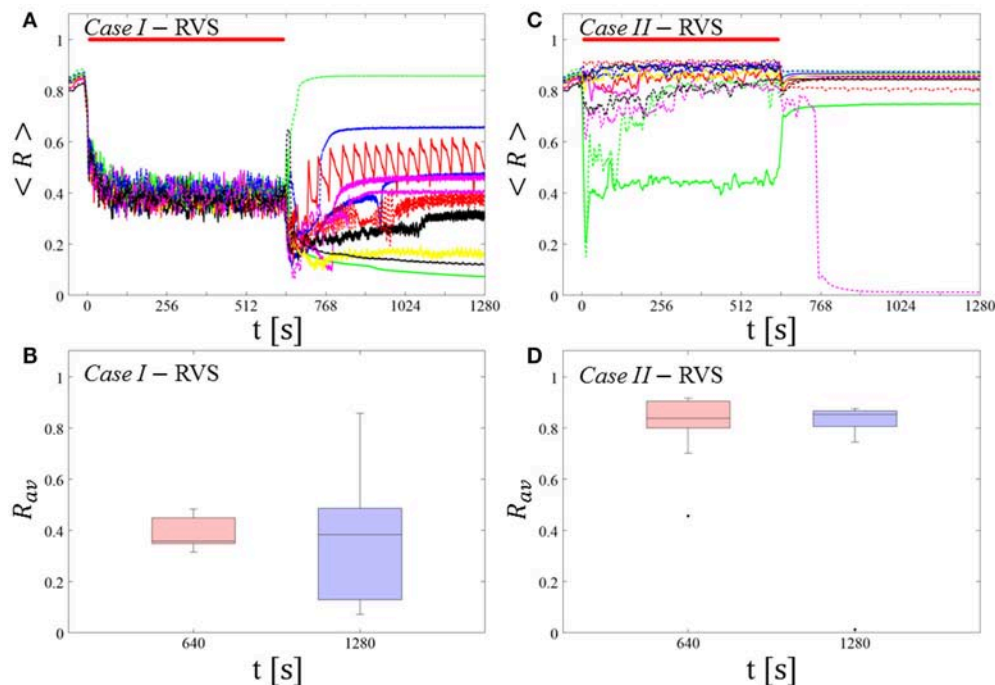 A
Case I – RVS
1
0.8
0.6
0.4
0.2
0
< R >
0 256 512 768 1024 1280
t [s]
C
Case II – RVS
1
0.8
0.6
0.4
0.2
0
< R >
0 256 512 768 1024 1280
t [s]
B
Case I – RVS
1
0.8
0.6
0.4
0.2
0
R_av
640 1280
t [s]
D
Case II – RVS
1
0.8
0.6
0.4
0.2
0
R_av
640 1280
t [s]